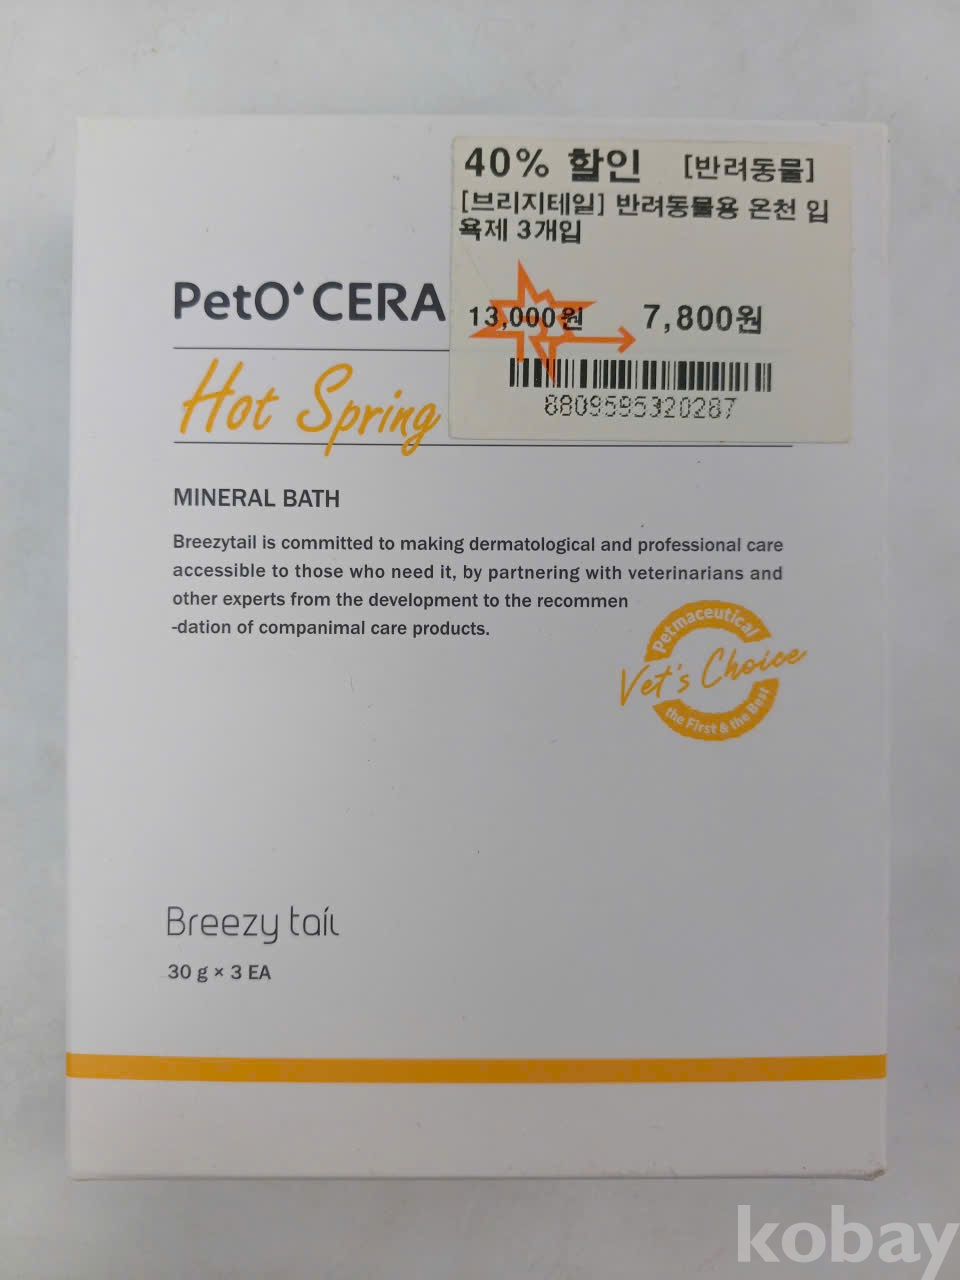 40% 할인 [반려동물]
[브리지테일] 반려동물용 온천 입
욕제 3개입
13,000원 7,800원
8809595320287
PetO'CERA
Hot Spring
MINERAL BATH
Breezytail is committed to making dermatological and professional care
accessible to those who need it, by partnering with veterinarians and
other experts from the development to the recommen
-dation of companimal care products.
Petmaceutical
Vet's Choice
the First & the Best
Breezy tail
30 g × 3 EA
kobay